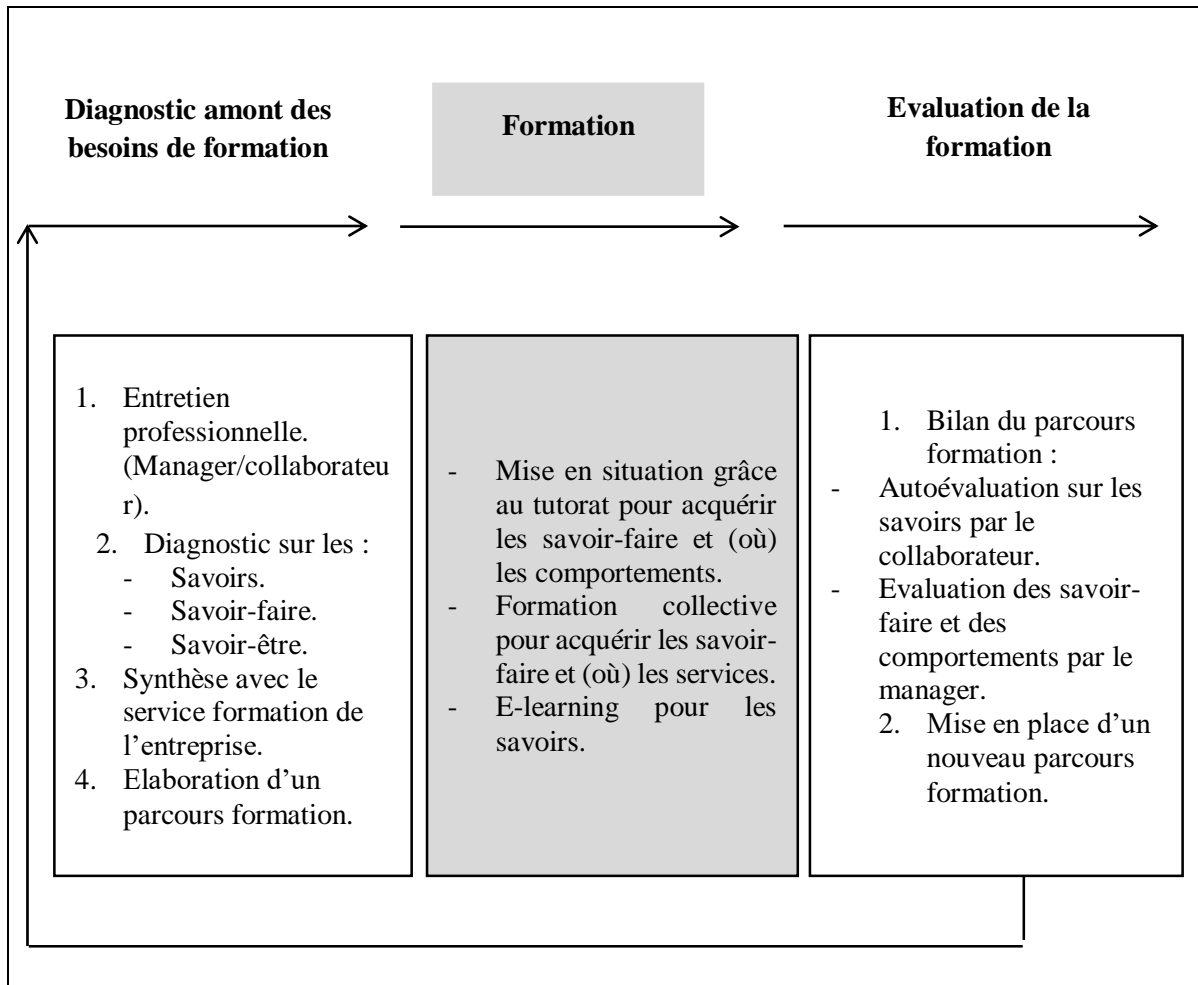 Diagnostic amont des
besoins de formation
Formation
Evaluation de la
formation
1. Entretien
professionnelle.
(Manager/collaborateu
r).
2. Diagnostic sur les :
- Savoirs.
- Savoir-faire.
- Savoir-être.
3. Synthèse avec le
service formation de
l’entreprise.
4. Elaboration d’un
parcours formation.
- Mise en situation grâce
au tutorat pour acquérir
les savoir-faire et (où)
les comportements.
- Formation collective
pour acquérir les savoir-
faire et (où) les services.
- E-learning pour les
savoirs.
1. Bilan du parcours
formation :
- Autoévaluation sur les
savoirs par le
collaborateur.
- Evaluation des savoir-
faire et des
comportements par le
manager.
2. Mise en place d’un
nouveau parcours
formation.